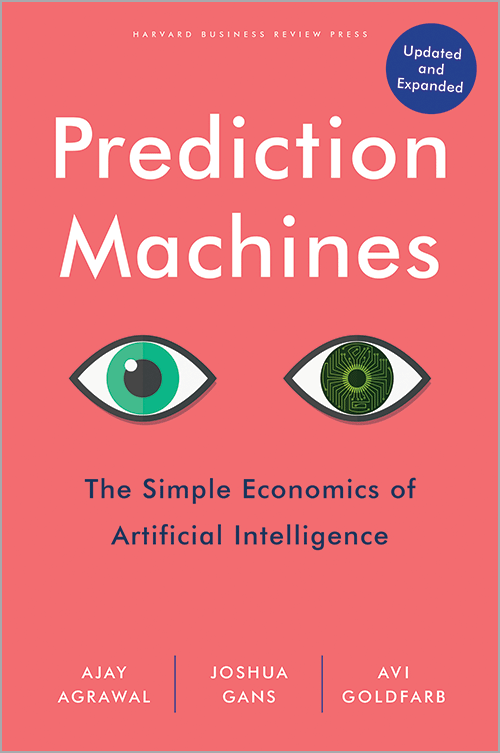 HARVARD BUSINESS REVIEW PRESS
Updated
and
Expanded
Prediction
Machines
The Simple Economics of
Artificial Intelligence
AJAY
AGRAWAL
JOSHUA
GANS
AVI
GOLDFARB